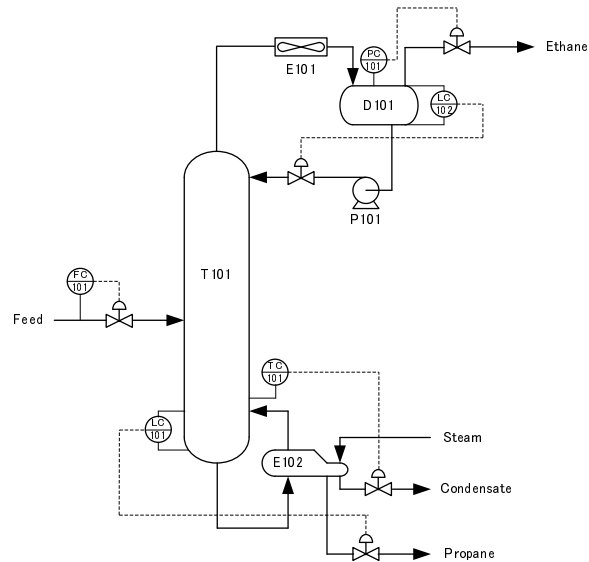 PC
101
Ethane
E101
D101
LC
102
P101
T101
FC
101
Feed
TC
101
LC
101
Steam
E102
Condensate
Propane